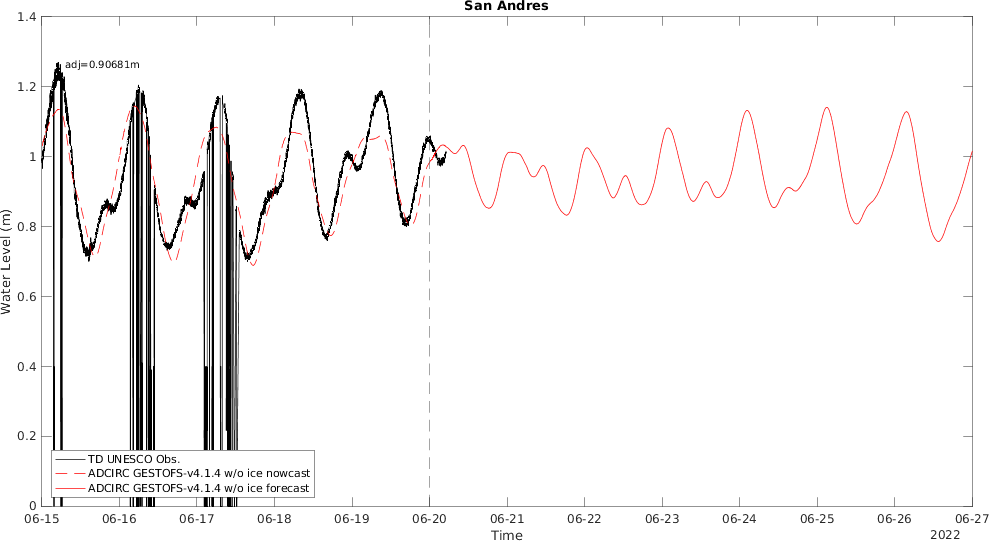 San Andres
1.4
adj=0.90681m
1.2
1
0.8
0.6
0.4
0.2
0
Water Level (m)
TD UNESCO Obs.
ADCIRC GESTOFS-v4.1.4 w/o ice nowcast
ADCIRC GESTOFS-v4.1.4 w/o ice forecast
06-15 06-16 06-17 06-18 06-19 06-20 06-21 06-22 06-23 06-24 06-25 06-26 06-27
Time
2022